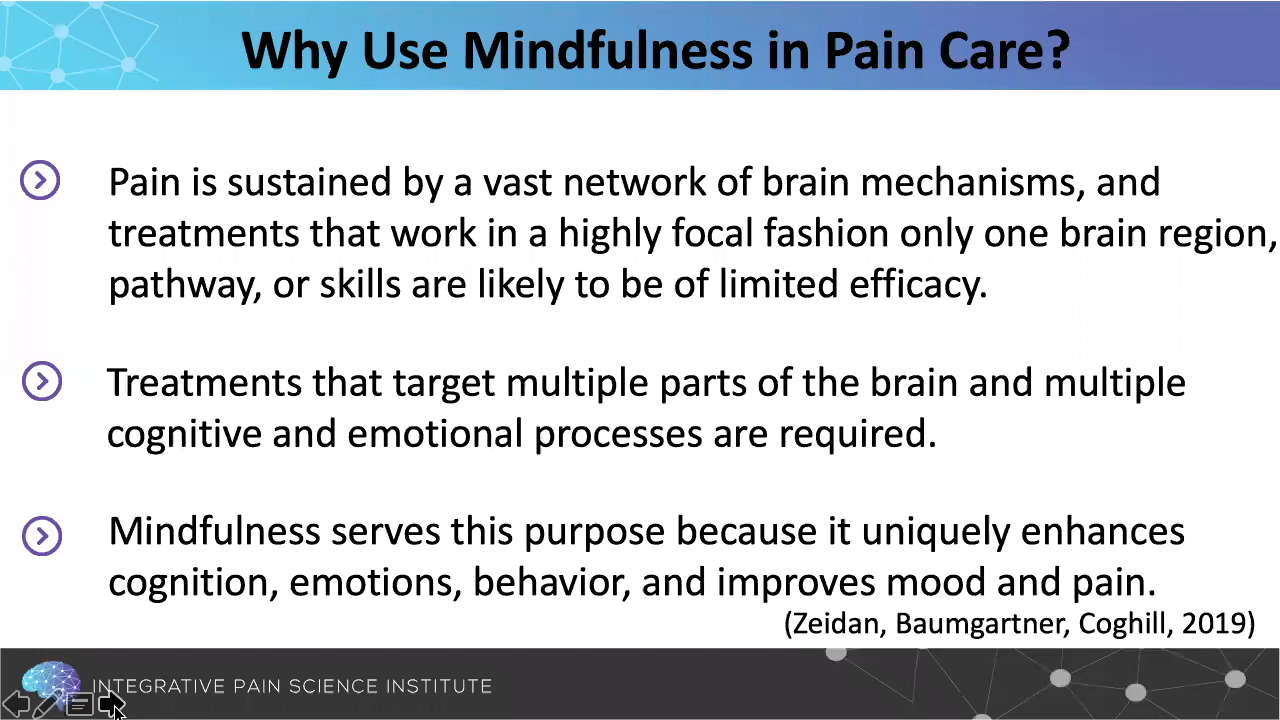 Why Use Mindfulness in Pain Care?
Pain is sustained by a vast network of brain mechanisms, and
treatments that work in a highly focal fashion only one brain region,
pathway, or skills are likely to be of limited efficacy.
Treatments that target multiple parts of the brain and multiple
cognitive and emotional processes are required.
Mindfulness serves this purpose because it uniquely enhances
cognition, emotions, behavior, and improves mood and pain.
(Zeidan, Baumgartner, Coghill, 2019)
INTEGRATIVE PAIN SCIENCE INSTITUTE